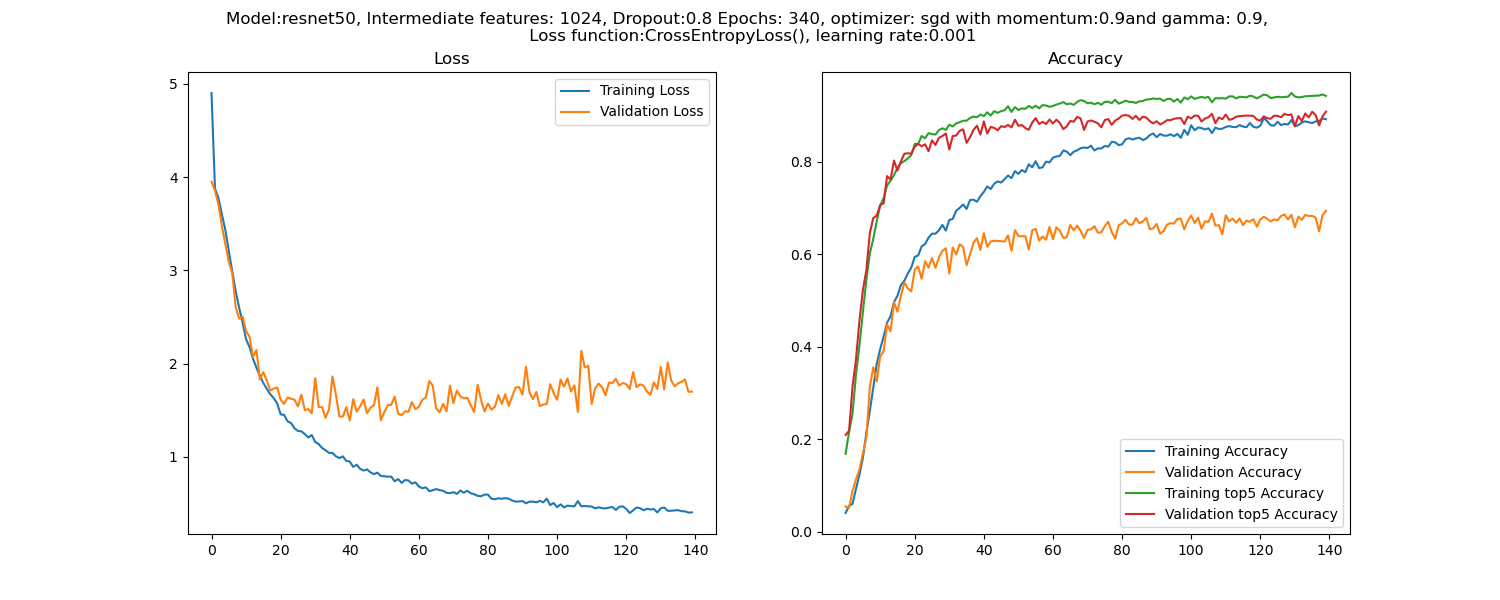 Model:resnet50, Intermediate features: 1024, Dropout:0.8 Epochs: 340, optimizer: sgd with momentum:0.9and gamma: 0.9,
Loss function:CrossEntropyLoss(), learning rate:0.001
Loss
5
4
3
2
1
0 20 40 60 80 100 120 140
Training Loss
Validation Loss
Accuracy
0.8
0.6
0.4
0.2
0.0
0 20 40 60 80 100 120 140
Training Accuracy
Validation Accuracy
Training top5 Accuracy
Validation top5 Accuracy